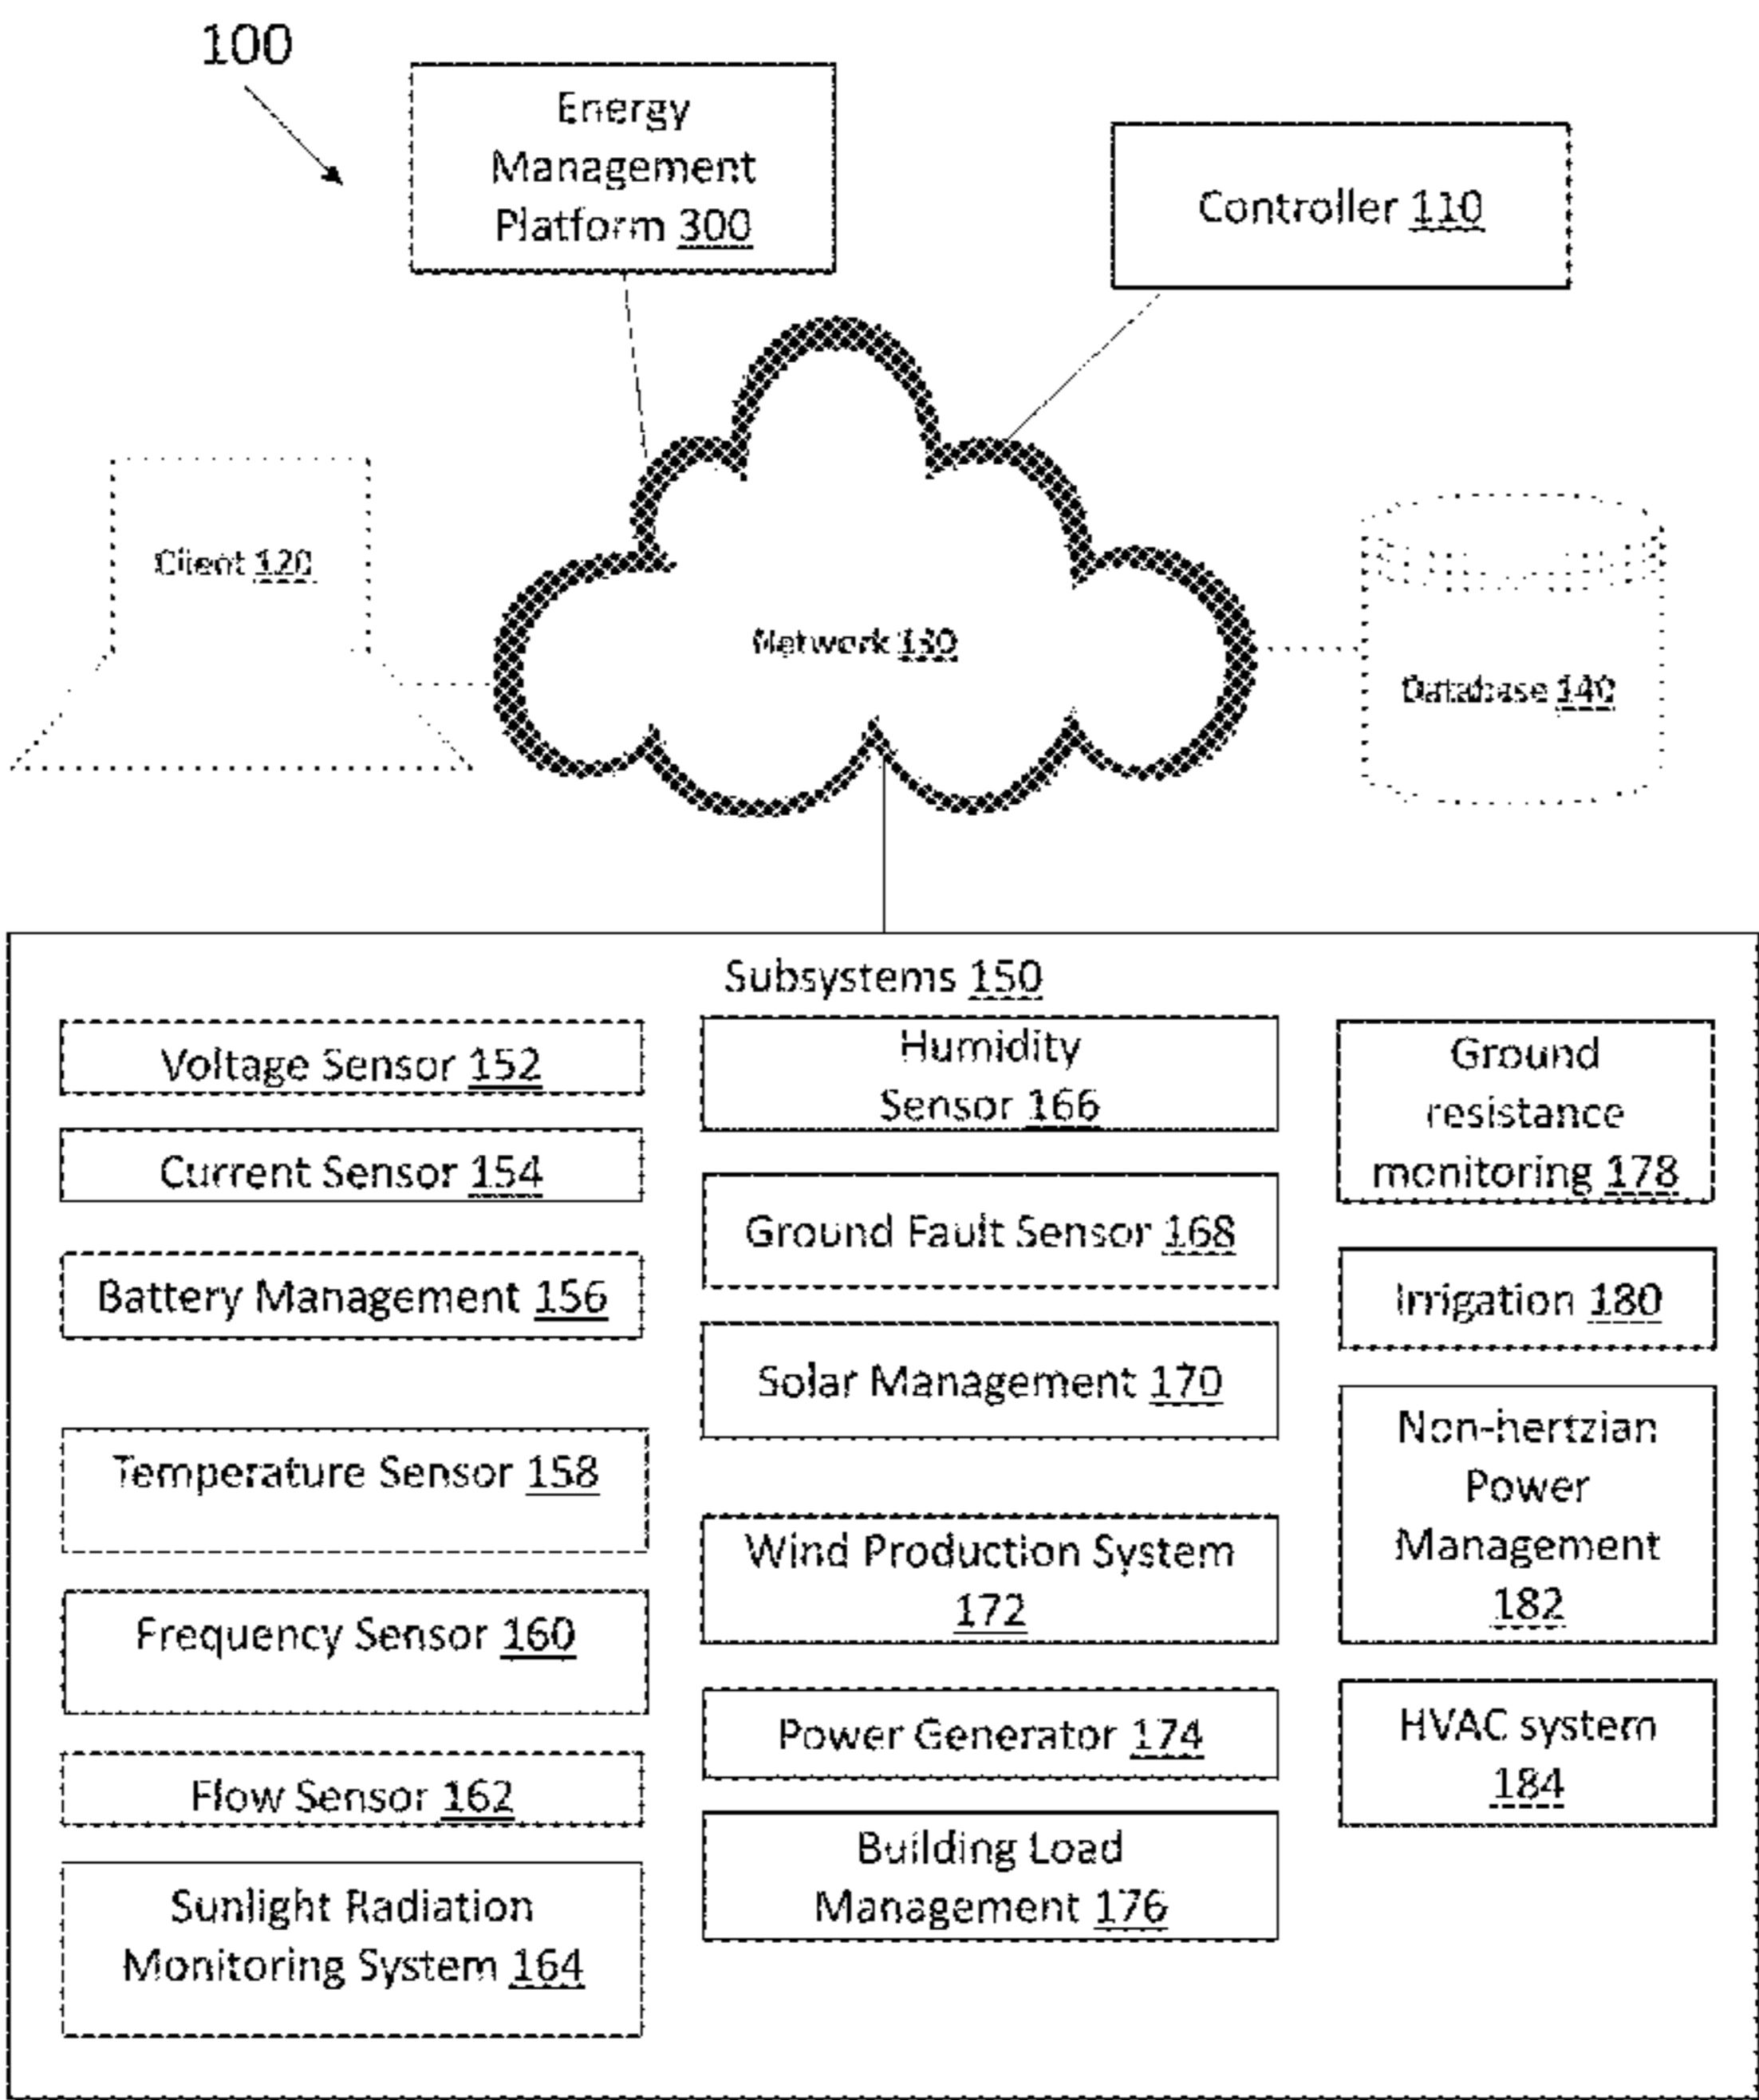 100
Energy
Management
Platform 300
Controller 110
Client 120
Network 130
Database 140
Subsystems 150
Voltage Sensor 152
Current Sensor 154
Battery Management 156
Temperature Sensor 158
Frequency Sensor 160
Flow Sensor 162
Sunlight Radiation
Monitoring System 164
Humidity
Sensor 166
Ground Fault Sensor 168
Solar Management 170
Wind Production System
172
Power Generator 174
Building Load
Management 176
Ground
resistance
monitoring 178
Irrigation 180
Non-hertzian
Power
Management
182
HVAC system
184